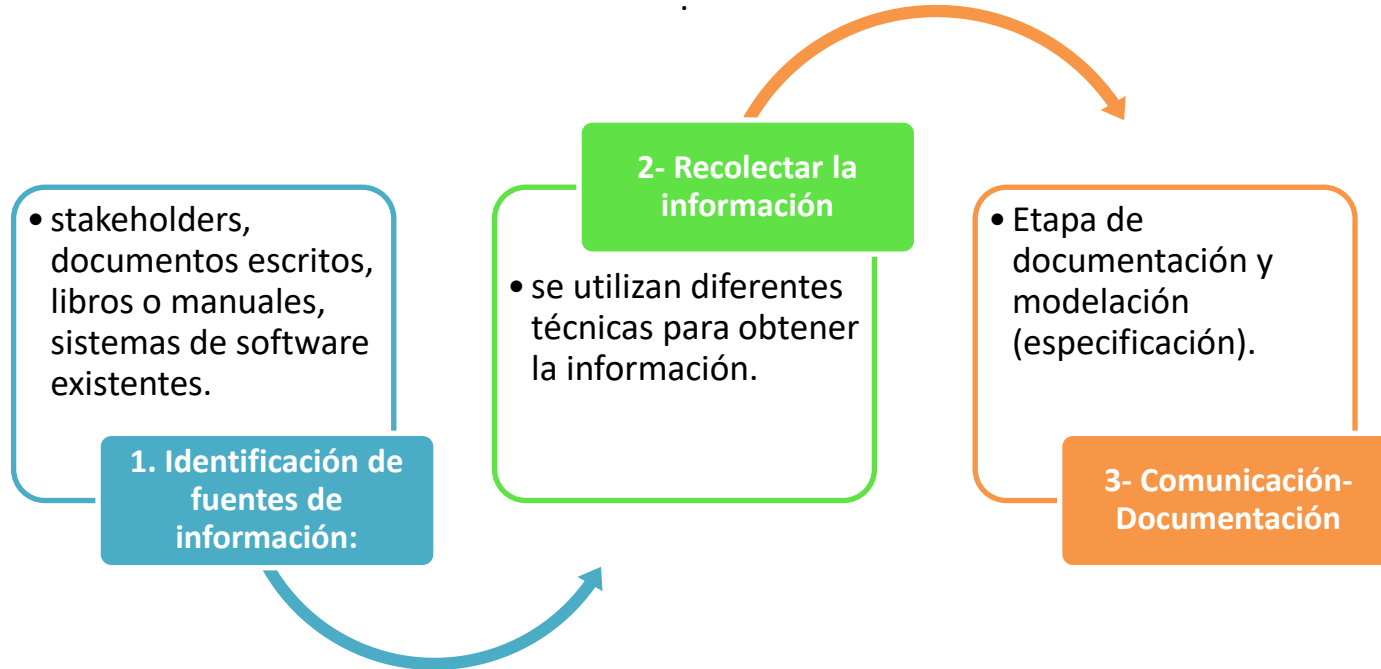 .
• stakeholders,
documentos escritos,
libros o manuales,
sistemas de software
existentes.
1. Identificación de
fuentes de
información:
2- Recolectar la
información
• se utilizan diferentes
técnicas para obtener
la información.
• Etapa de
documentación y
modelación
(especificación).
3- Comunicación-
Documentación